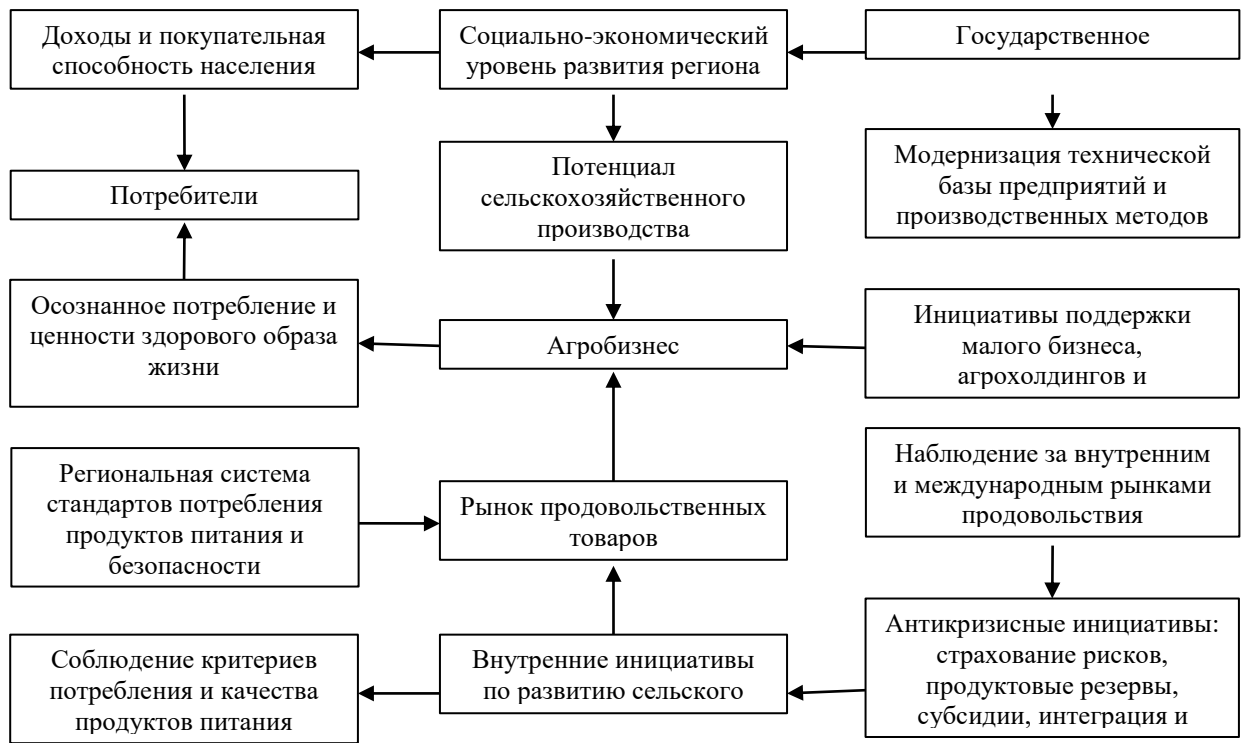 Доходы и покупательная
способность населения
Социально-экономический
уровень развития региона
Государственное
Потребители
Потенциал
сельскохозяйственного
производства
Модернизация технической
базы предприятий и
производственных методов
Осознанное потребление и
ценности здорового образа
жизни
Агробизнес
Инициативы поддержки
малого бизнеса,
агрохолдингов и
Региональная система
стандартов потребления
продуктов питания и
безопасности
Рынок продовольственных
товаров
Наблюдение за внутренним
и международным рынками
продовольствия
Соблюдение критериев
потребления и качества
продуктов питания
Внутренние инициативы
по развитию сельского
Антикризисные инициативы:
страхование рисков,
продуктовые резервы,
субсидии, интеграция и